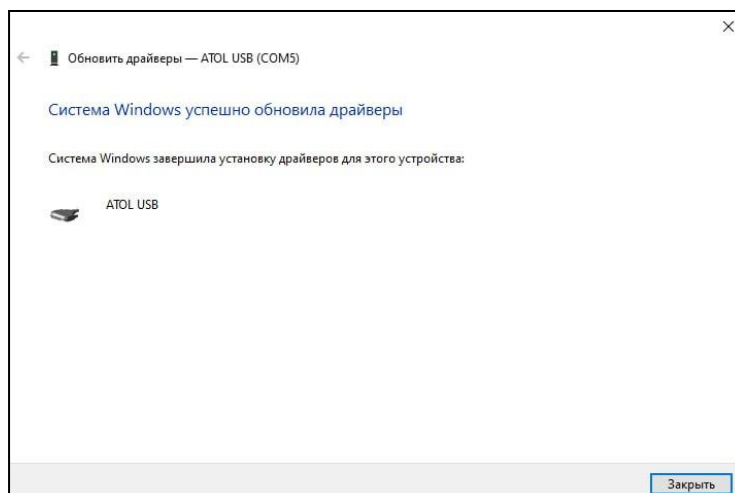 Обновить драйверы — ATOL USB (COM5)
Система Windows успешно обновила драйверы
Система Windows завершила установку драйверов для этого устройства:
ATOL USB
Закрыть